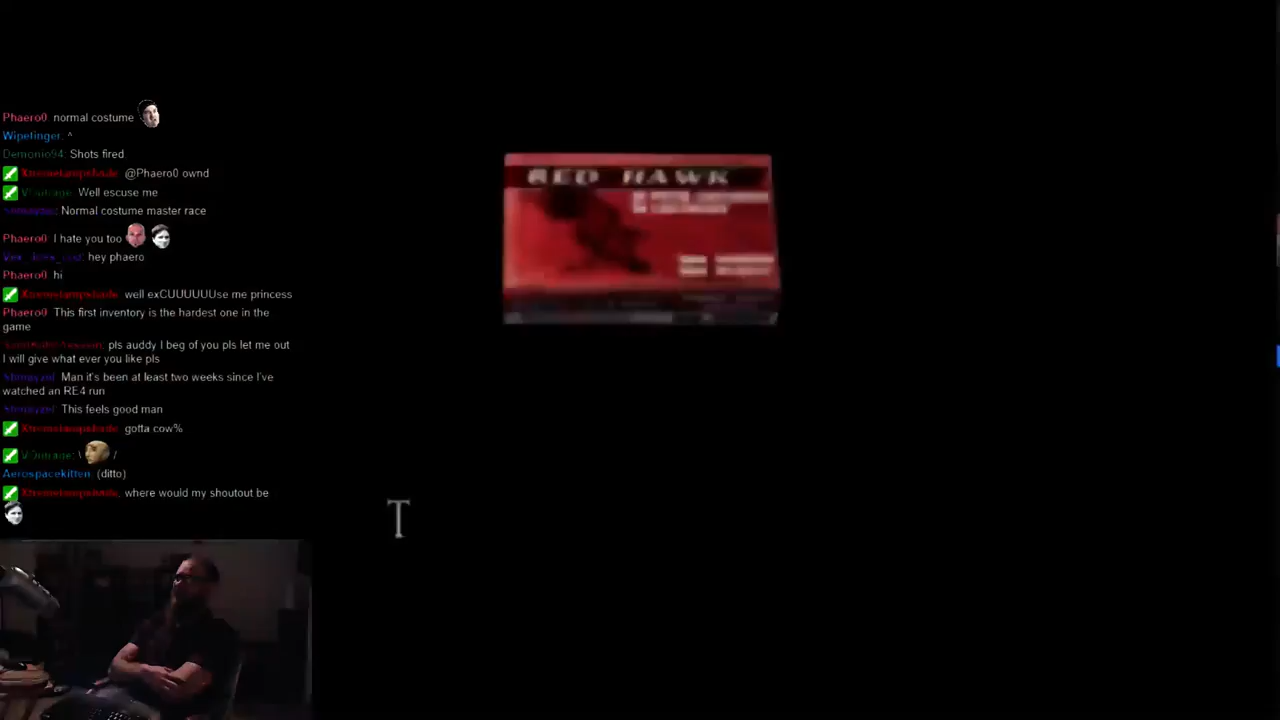 Phaero0: normal costume
Wipefinger: ^
Demonio94: Shots fired
@Phaero0 ownd
Well escuse me
Normal costume master race
Phaero0: I hate you too
hey phaero
Phaero0: hi
well exCUUUUUUse me princess
Phaero0: This first inventory is the hardest one in the
game
pls auddy I beg of you pls let me out
I will give what ever you like pls
Man it's been at least two weeks since I've
watched an RE4 run
This feels good man
gotta cow%
\ /
Aerospacekitten: (ditto)
where would my shoutout be
RED HAWK
T